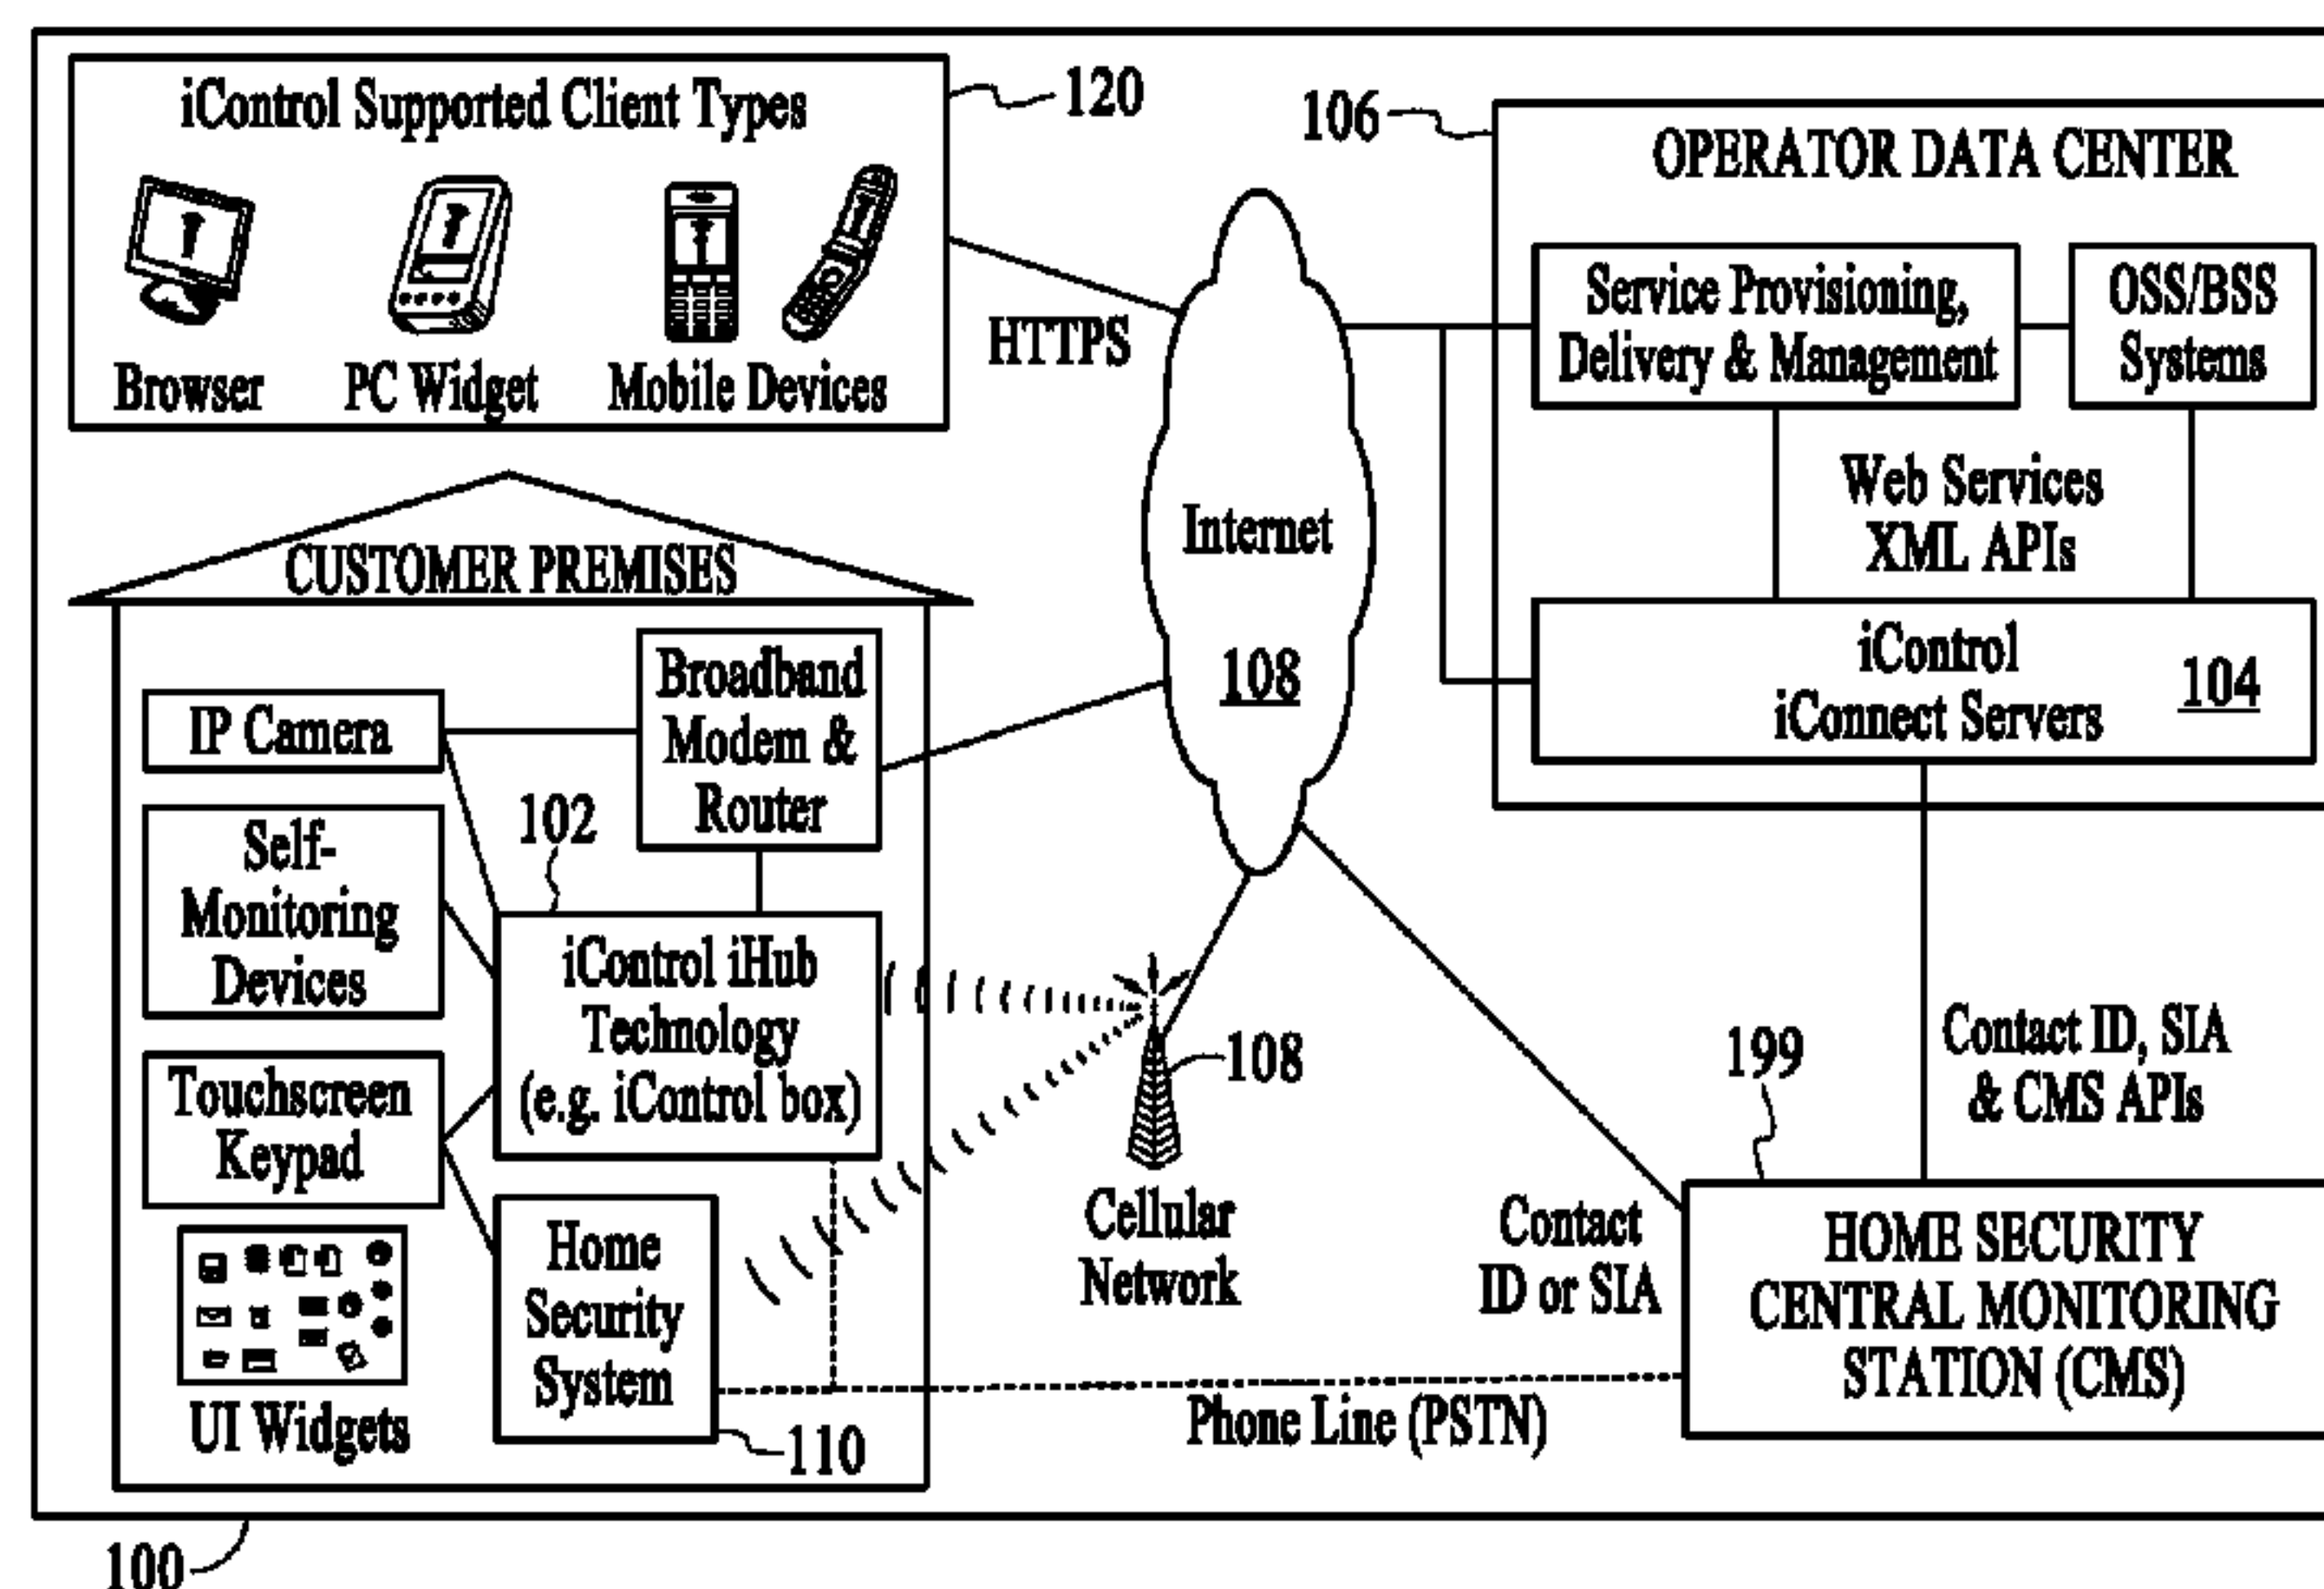 iControl Supported Client Types
120
Browser
PC Widget
Mobile Devices
HTTPS
106
OPERATOR DATA CENTER
Service Provisioning,
Delivery & Management
OSS/BSS
Systems
Web Services
XML APIs
iControl
iConnect Servers
104
Internet
108
CUSTOMER PREMISES
IP Camera
Broadband
Modem &
Router
Self-
Monitoring
Devices
102
iControl iHub
Technology
(e.g. iControl box)
Touchscreen
Keypad
Home
Security
System
110
UI Widgets
108
Cellular
Network
Contact ID, SIA
& CMS APIs
199
Contact
ID or SIA
HOME SECURITY
CENTRAL MONITORING
STATION (CMS)
Phone Line (PSTN)
100